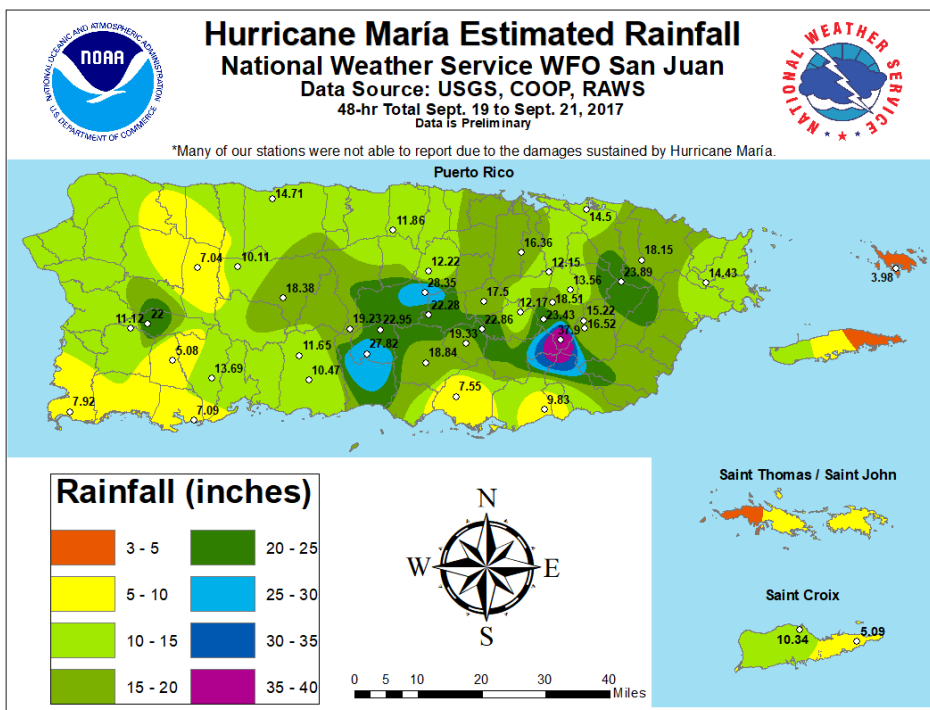 Hurricane María Estimated Rainfall
National Weather Service WFO San Juan
Data Source: USGS, COOP, RAWS
48-hr Total Sept. 19 to Sept. 21, 2017
Data is Preliminary
NATIONAL OCEANIC AND ATMOSPHERIC ADMINISTRATION
NOAA
U.S. DEPARTMENT OF COMMERCE
NATIONAL WEATHER SERVICE
*Many of our stations were not able to report due to the damages sustained by Hurricane María.
Puerto Rico
14.71
14.5
11.86
16.36
18.15
7.04
10.11
12.22
12.15
23.89
14.43
3.98
13.56
28.35
18.38
17.5
18.51
12.17
22.28
15.22
23.43
16.52
11.12
22
19.23
22.95
22.86
19.33
37.9
5.08
11.65
27.82
18.84
13.69
10.47
7.55
9.83
7.92
7.09
Rainfall (inches)
3 - 5
20 - 25
5 - 10
25 - 30
10 - 15
30 - 35
15 - 20
35 - 40
N
W
E
S
0 5 10 20 30 40
Miles
Saint Thomas / Saint John
Saint Croix
10.34
5.09